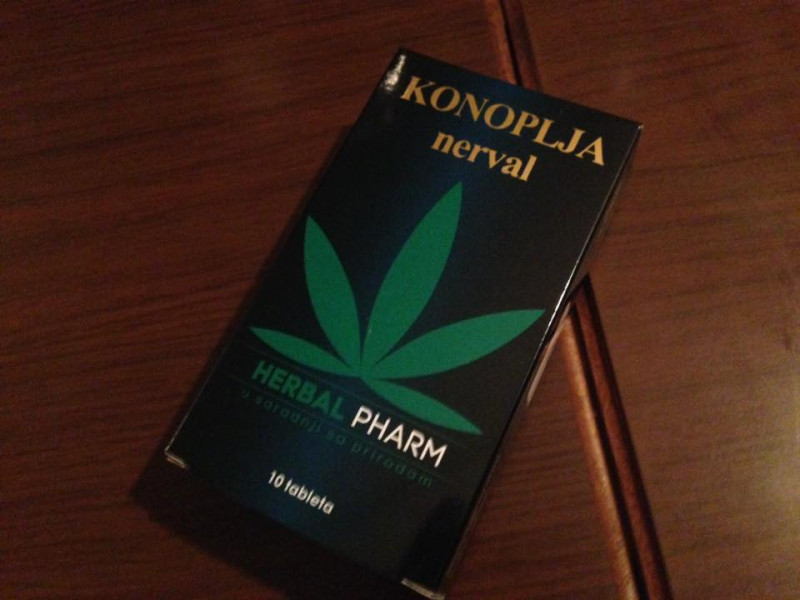 KONOPLJA
nerval
HERBAL PHARM
u saradnji sa prirodom
10 tableta